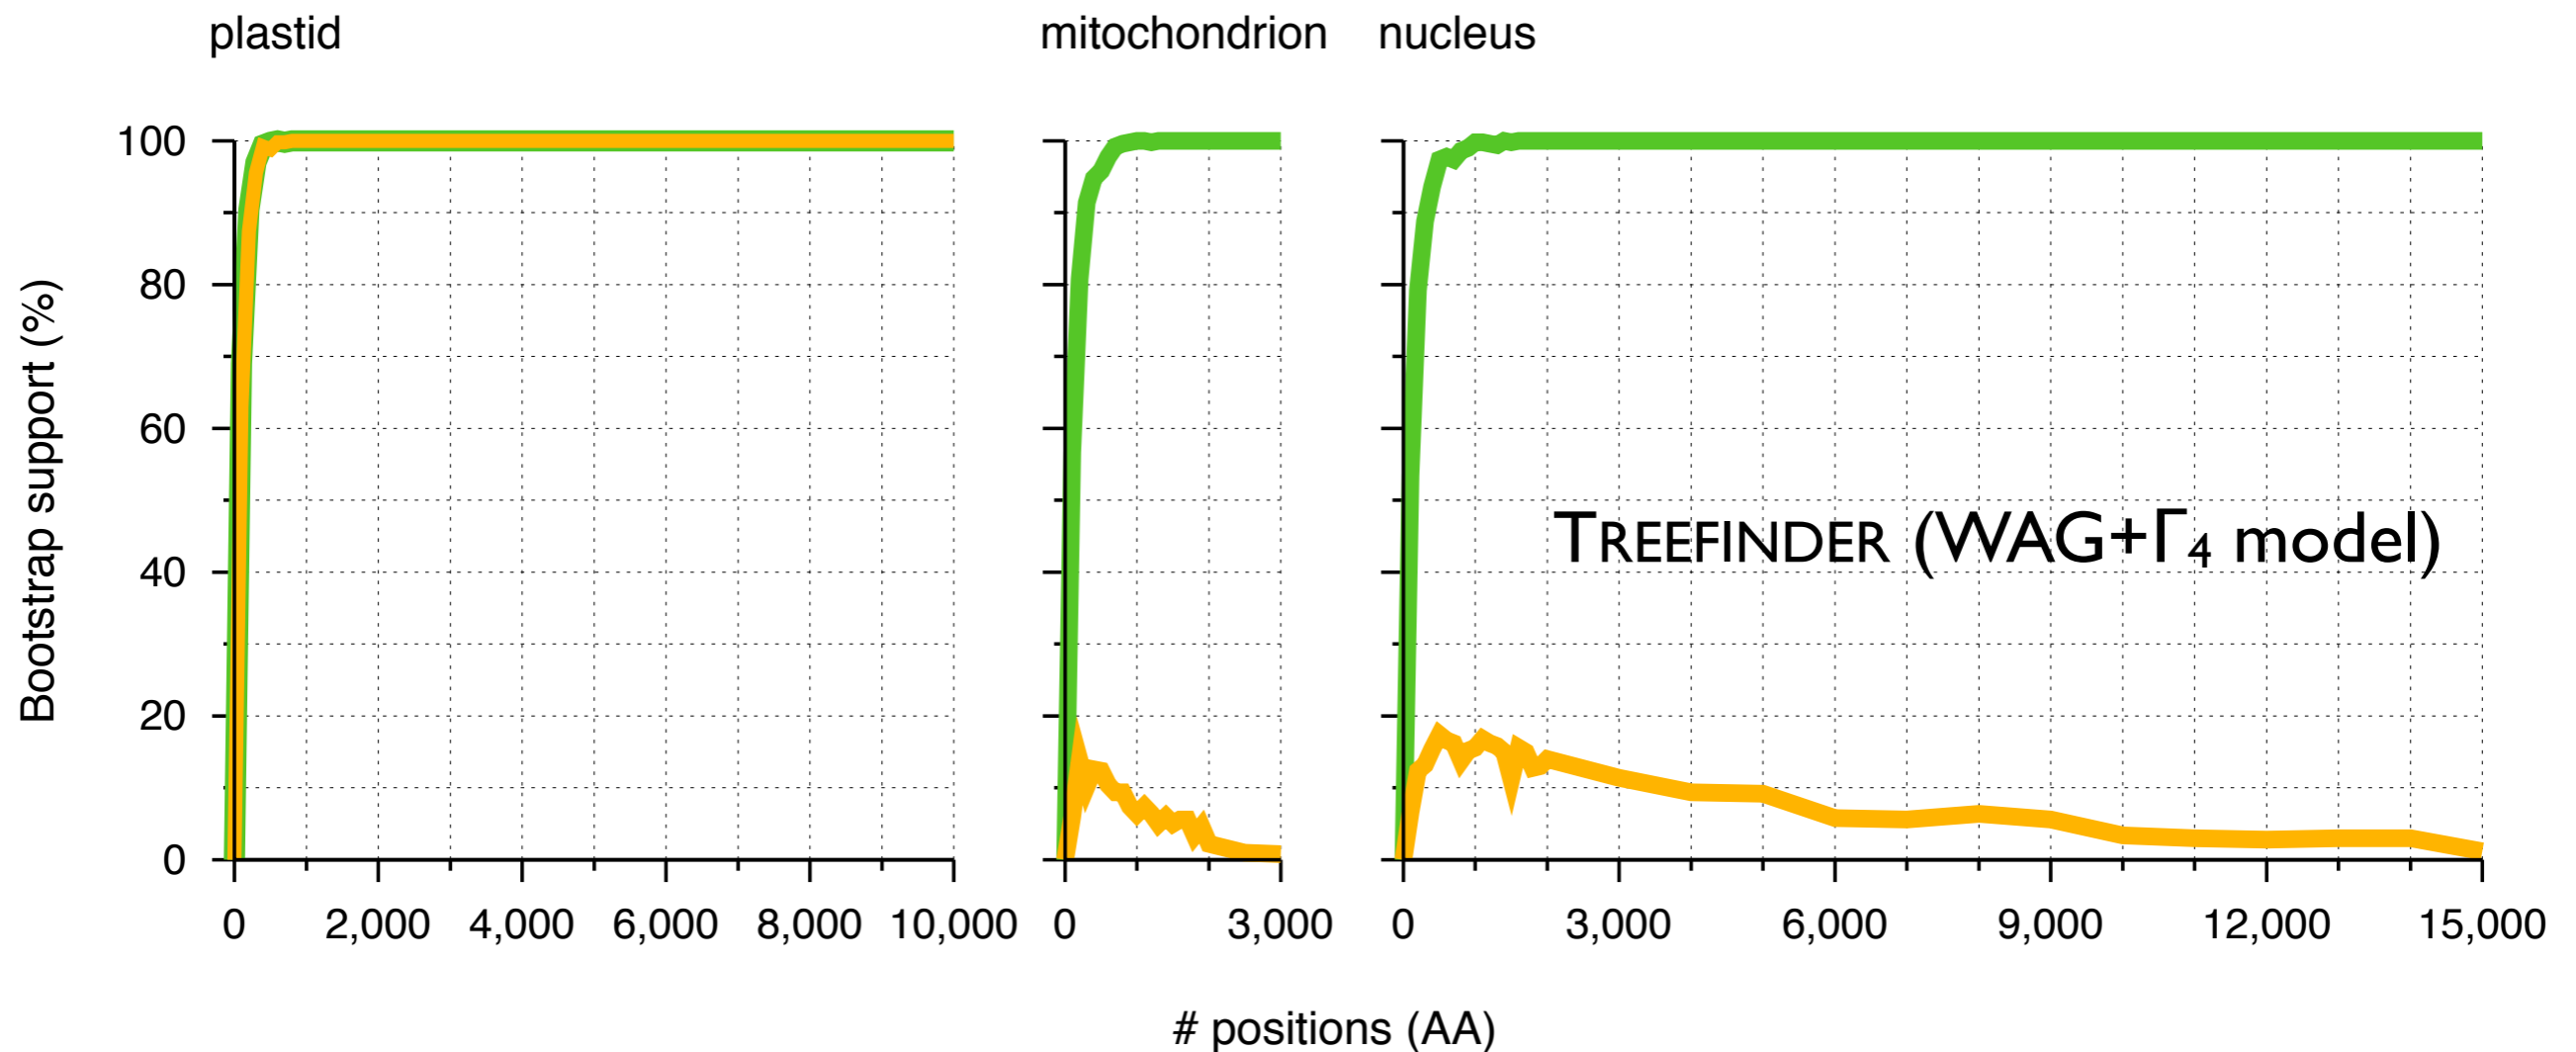 plastid mitochondrion nucleus
Bootstrap support (%)
100
80
60
40
20
0
TREEFINDER (WAG+Γ4 model)
0 2,000 4,000 6,000 8,000 10,000 0 3,000 0 3,000 6,000 9,000 12,000 15,000
# positions (AA)